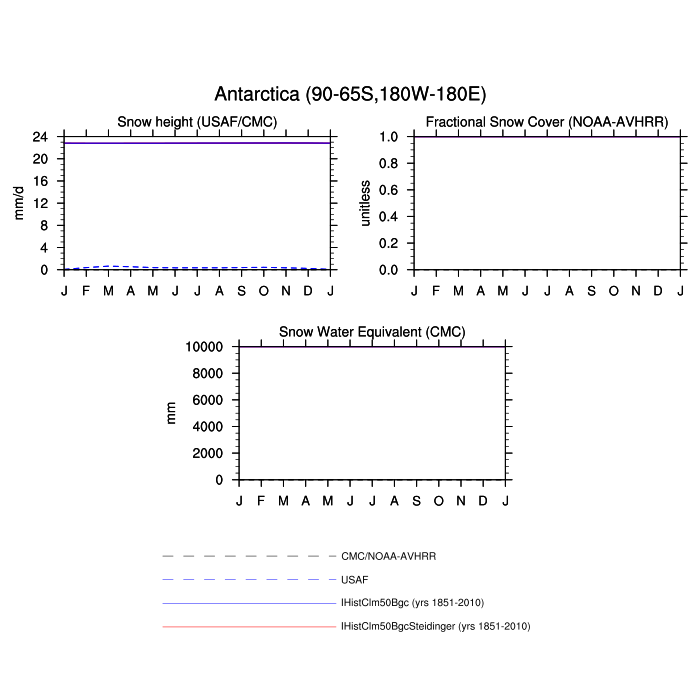 Antarctica (90-65S,180W-180E)
Snow height (USAF/CMC)
24
20
16
12
8
4
0
mm/d
J F M A M J J A S O N D J
Fractional Snow Cover (NOAA-AVHRR)
1.0
0.8
0.6
0.4
0.2
0.0
unitless
J F M A M J J A S O N D J
Snow Water Equivalent (CMC)
10000
8000
6000
4000
2000
0
mm
J F M A M J J A S O N D J
CMC/NOAA-AVHRR
USAF
IHistClm50Bgc (yrs 1851-2010)
IHistClm50BgcSteidinger (yrs 1851-2010)